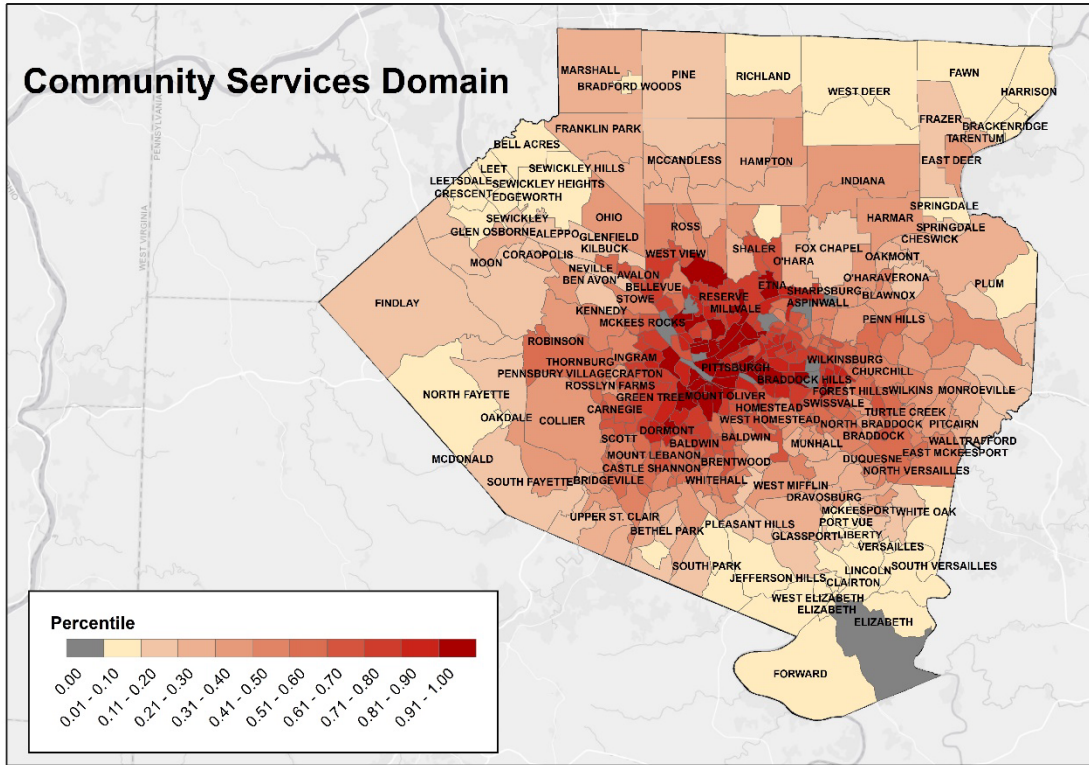 Community Services Domain
MARSHALL
PINE
RICHLAND
FAWN
BRADFORD WOODS
WEST DEER
HARRISON
FRAZER
BRACKENRIDGE
FRANKLIN PARK
TARENTUM
BELL ACRES
MCCANDLESS
HAMPTON
EAST DEER
LEET
SEWICKLEY HILLS
INDIANA
LEETSDALE
SEWICKLEY HEIGHTS
CRESCENT
EDGEWORTH
SPRINGDALE
SEWICKLEY
OHIO
HARMAR
GLEN OSBORNE
ALEPPO
GLENFIELD
ROSS
SPRINGDALE
KILBUCK
SHALER
FOX CHAPEL
CHESWICK
CORAOPOLIS
WEST VIEW
OAKMONT
MOON
O'HARA
NEVILLE
AVALON
O'HARA
VERONA
BEN AVON
BELLEVUE
ETNA
SHARPSBURG
PLUM
FINDLAY
STOWE
RESERVE
ASPINWALL
BLAWNOX
KENNEDY
MILLVALE
MCKEES ROCKS
PENN HILLS
ROBINSON
THORNBURG
INGRAM
WILKINSBURG
PENNSBURY VILLAGE
CRAFTON
PITTSBURGH
CHURCHILL
ROSSLYN FARMS
BRADDOCK HILLS
NORTH FAYETTE
GREEN TREE
MOUNT OLIVER
FOREST HILLS
WILKINS
MONROEVILLE
CARNEGIE
HOMESTEAD
SWISSVALE
OAKDALE
COLLIER
WEST HOMESTEAD
TURTLE CREEK
DORMONT
NORTH BRADDOCK
PITCAIRN
SCOTT
BALDWIN
BALDWIN
MUNHALL
BRADDOCK
WALL
TRAFFORD
MOUNT LEBANON
EAST MCKEESPORT
MCDONALD
CASTLE SHANNON
BRENTWOOD
DUQUESNE
NORTH VERSAILLES
SOUTH FAYETTE
BRIDGEVILLE
WHITEHALL
WEST MIFFLIN
DRAVOSBURG
UPPER ST. CLAIR
MCKEESPORT
WHITE OAK
BETHEL PARK
PLEASANT HILLS
PORT VUE
GLASSPORT
LIBERTY
VERSAILLES
SOUTH PARK
LINCOLN
SOUTH VERSAILLES
JEFFERSON HILLS
CLAIRTON
WEST ELIZABETH
ELIZABETH
ELIZABETH
FORWARD
PENNSYLVANIA
WEST VIRGINIA
Percentile
0.00
0.01 - 0.10
0.11 - 0.20
0.21 - 0.30
0.31 - 0.40
0.41 - 0.50
0.51 - 0.60
0.61 - 0.70
0.71 - 0.80
0.81 - 0.90
0.91 - 1.00